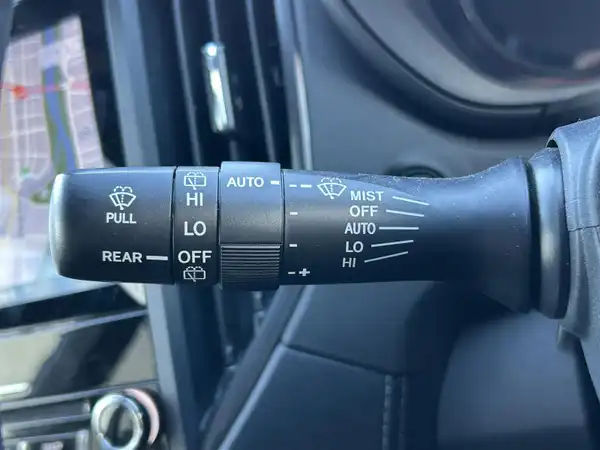 PULL
REAR
HI
LO
OFF
AUTO
- +
MIST
OFF
AUTO
LO
HI